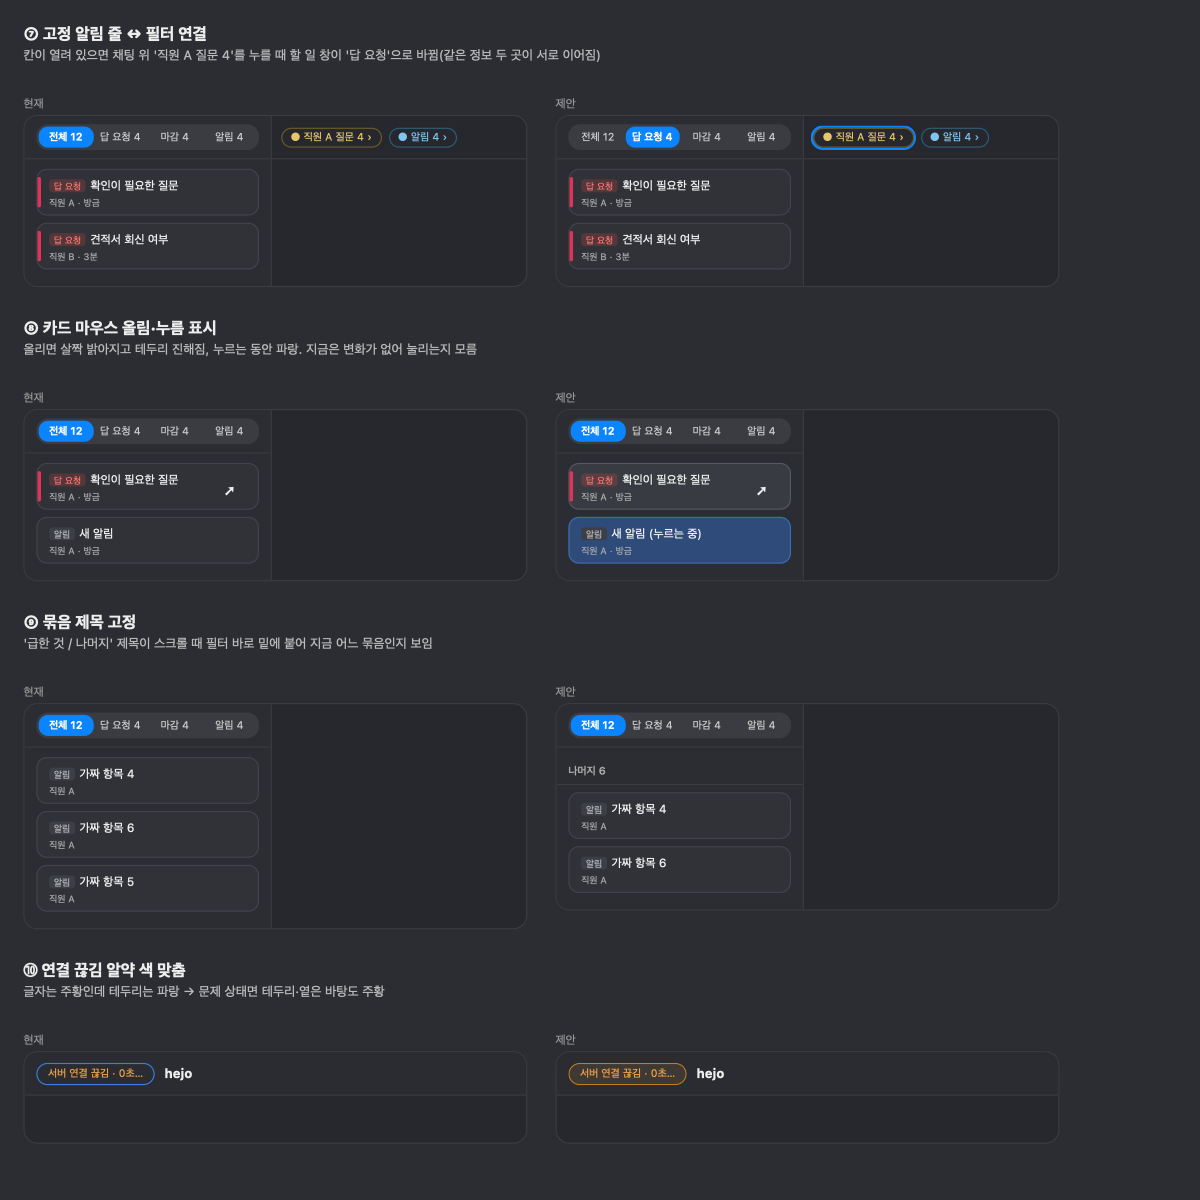 ⑦ 고정 알림 줄 ↔ 필터 연결
칸이 열려 있으면 채팅 위 '직원 A 질문 4'를 누를 때 할 일 창이 '답 요청'으로 바뀜(같은 정보 두 곳이 서로 이어짐)
현재
전체 12 답 요청 4 마감 4 알림 4
직원 A 질문 4 › 알림 4 ›
답 요청 확인이 필요한 질문
직원 A · 방금
답 요청 견적서 회신 여부
직원 B · 3분
제안
전체 12 답 요청 4 마감 4 알림 4
직원 A 질문 4 › 알림 4 ›
답 요청 확인이 필요한 질문
직원 A · 방금
답 요청 견적서 회신 여부
직원 B · 3분
⑧ 카드 마우스 올림·누름 표시
올리면 살짝 밝아지고 테두리 진해짐, 누르는 동안 파랑. 지금은 변화가 없어 눌리는지 모름
현재
전체 12 답 요청 4 마감 4 알림 4
답 요청 확인이 필요한 질문
직원 A · 방금
알림 새 알림
직원 A · 방금
제안
전체 12 답 요청 4 마감 4 알림 4
답 요청 확인이 필요한 질문
직원 A · 방금
알림 새 알림 (누르는 중)
직원 A · 방금
⑨ 묶음 제목 고정
'급한 것 / 나머지' 제목이 스크롤 때 필터 바로 밑에 붙어 지금 어느 묶음인지 보임
현재
전체 12 답 요청 4 마감 4 알림 4
알림 가짜 항목 4
직원 A
알림 가짜 항목 6
직원 A
알림 가짜 항목 5
직원 A
제안
전체 12 답 요청 4 마감 4 알림 4
나머지 6
알림 가짜 항목 4
직원 A
알림 가짜 항목 6
직원 A
⑩ 연결 끊김 알약 색 맞춤
글자는 주황인데 테두리는 파랑 → 문제 상태면 테두리·옅은 바탕도 주황
현재
서버 연결 끊김 · 0초... hejo
제안
서버 연결 끊김 · 0초... hejo